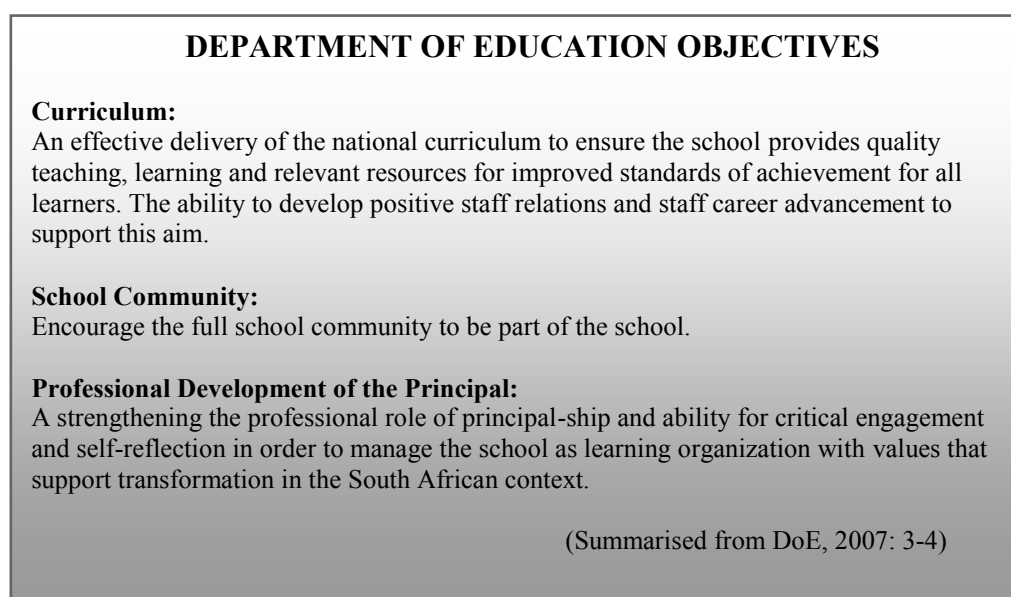 DEPARTMENT OF EDUCATION OBJECTIVES
Curriculum:
An effective delivery of the national curriculum to ensure the school provides quality
teaching, learning and relevant resources for improved standards of achievement for all
learners. The ability to develop positive staff relations and staff career advancement to
support this aim.
School Community:
Encourage the full school community to be part of the school.
Professional Development of the Principal:
A strengthening the professional role of principal-ship and ability for critical engagement
and self-reflection in order to manage the school as learning organization with values that
support transformation in the South African context.
(Summarised from DoE, 2007: 3-4)